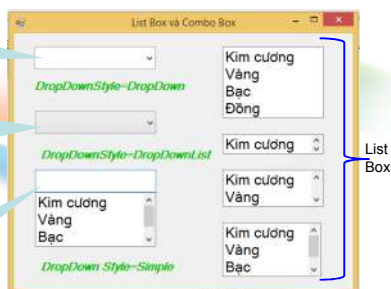 List Box và Combo Box
DropDownStyle=DropDown
DropDownStyle=DropDownList
Kim cương
Vàng
Bạc
DropDown Style=Simple
Kim cương
Vàng
Bạc
Đồng
Kim cương
Kim cương
Vàng
Kim cương
Vàng
Bạc
List
Box